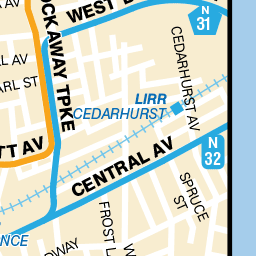 WEST B
N
31
OCKAWAY TPKE
AV
ARL ST
CEDARHURST AV
LIRR
CEDARHURST
TT AV
CENTRAL AV
N
32
SPRUCE
ST
W
FROST L
NCE
DWAY